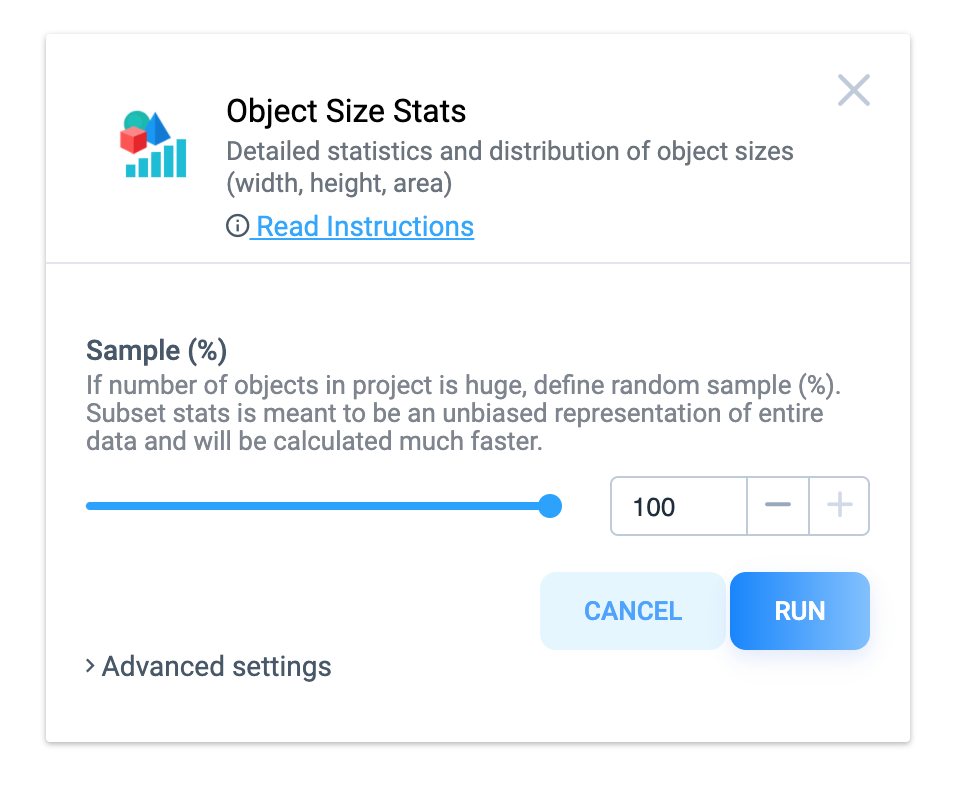 Object Size Stats
Detailed statistics and distribution of object sizes
(width, height, area)
Read Instructions
Sample (%)
If number of objects in project is huge, define random sample (%).
Subset stats is meant to be an unbiased representation of entire
data and will be calculated much faster.
100
CANCEL
RUN
Advanced settings